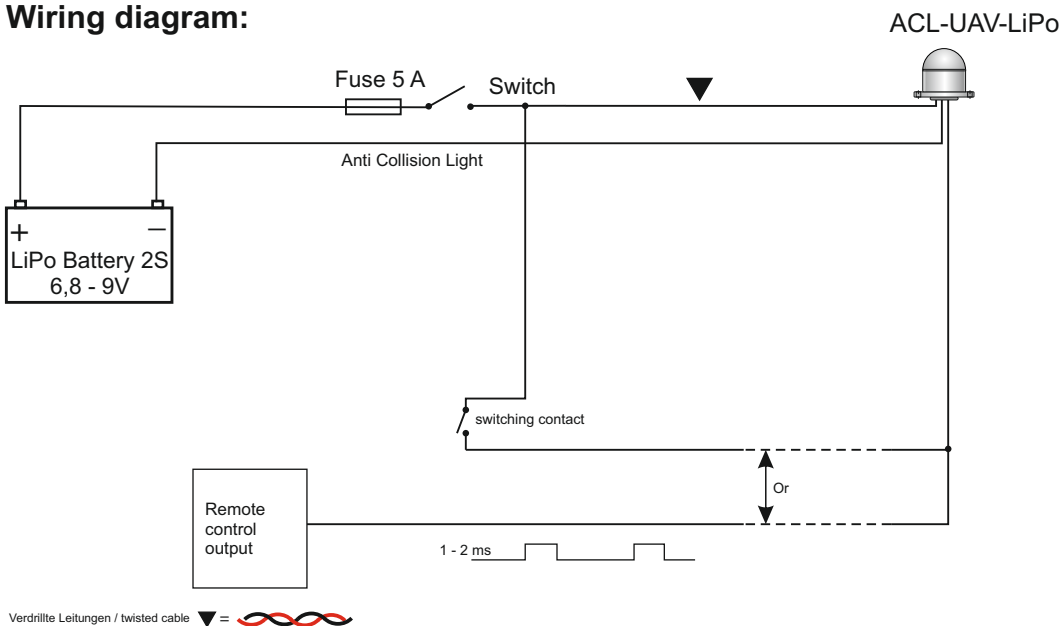 Wiring diagram:
ACL-UAV-LiPo
Fuse 5 A
Switch
Anti Collision Light
+
–
LiPo Battery 2S
6,8 - 9V
switching contact
Or
Remote
control
output
1 - 2 ms
Verdrillte Leitungen / twisted cable ▼ =